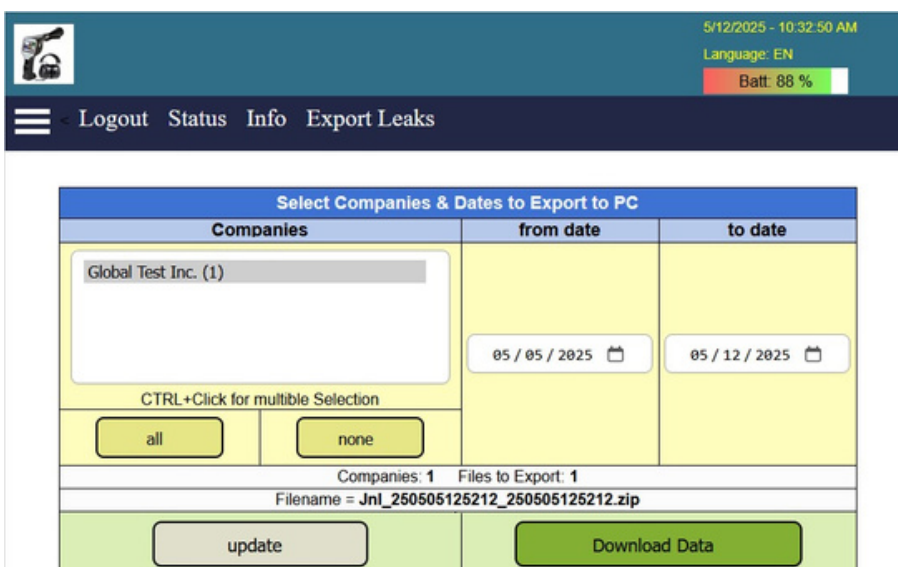 5/12/2025 - 10:32:50 AM
Language: EN
Batt: 88 %
< Logout Status Info Export Leaks
Select Companies & Dates to Export to PC
Companies from date to date
Global Test Inc. (1)
05/05/2025 05/12/2025
CTRL+Click for multible Selection
all none
Companies: 1 Files to Export: 1
Filename = Jnl_250505125212_250505125212.zip
update Download Data